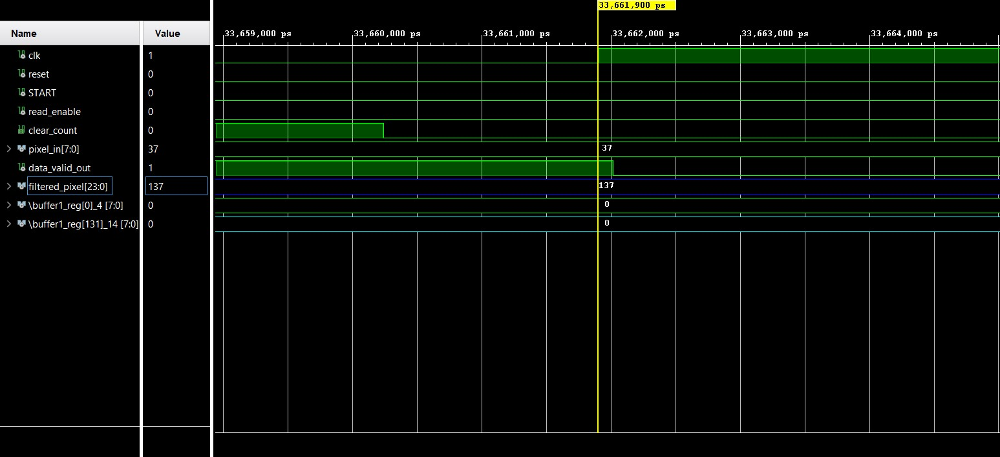 33,661,900 ps
Name Value
33,659,000 ps 33,660,000 ps 33,661,000 ps 33,662,000 ps 33,663,000 ps 33,664,000 ps
clk 1
reset 0
START 0
read_enable 0
clear_count 0
pixel_in[7:0] 37 37
data_valid_out 1
filtered_pixel[23:0] 137 137
\buffer1_reg[0]_4 [7:0] 0 0
\buffer1_reg[131]_14 [7:0] 0 0